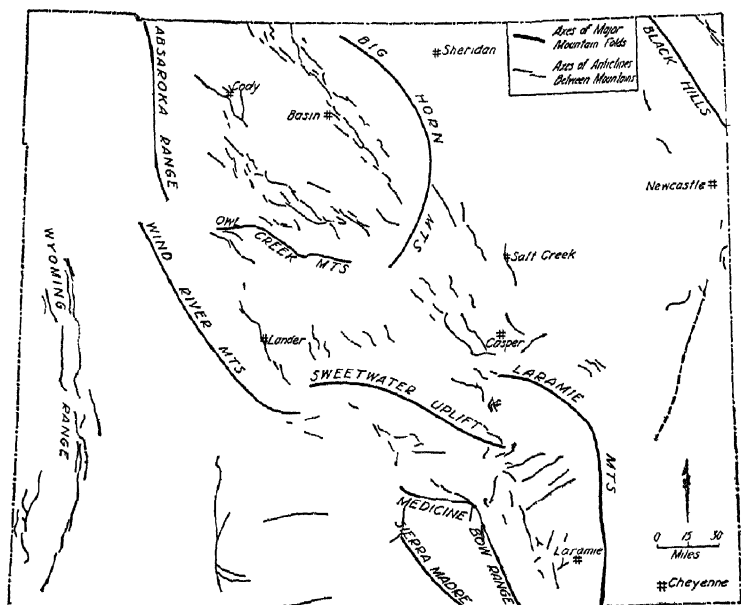 Axes of Major
Mountain Folds
Axes of Anticlines
Between Mountains
ABSAROKA RANGE
BIG HORN MTS
#Sheridan
BLACK HILLS
#Cody
Basin#
Newcastle#
OWL CREEK MTS
#Salt Creek
WIND RIVER MTS
WYOMING RANGE
#Lander
Casper
#
SWEETWATER UPLIFT
LARAMIE MTS
MEDICINE BOW RANGE
SIERRA MADRE
Laramie
#
0 15 30
Miles
#Cheyenne